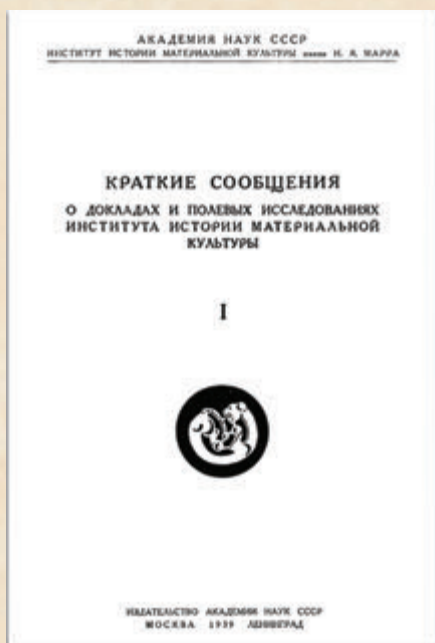 АКАДЕМИЯ НАУК СССР
ИНСТИТУТ ИСТОРИИ МАТЕРИАЛЬНОЙ КУЛЬТУРЫ имени Н. Я. МАРРА
КРАТКИЕ СООБЩЕНИЯ
О ДОКЛАДАХ И ПОЛЕВЫХ ИССЛЕДОВАНИЯХ
ИНСТИТУТА ИСТОРИИ МАТЕРИАЛЬНОЙ
КУЛЬТУРЫ
I
ИЗДАТЕЛЬСТВО АКАДЕМИИ НАУК СССР
МОСКВА 1939 ЛЕНИНГРАД